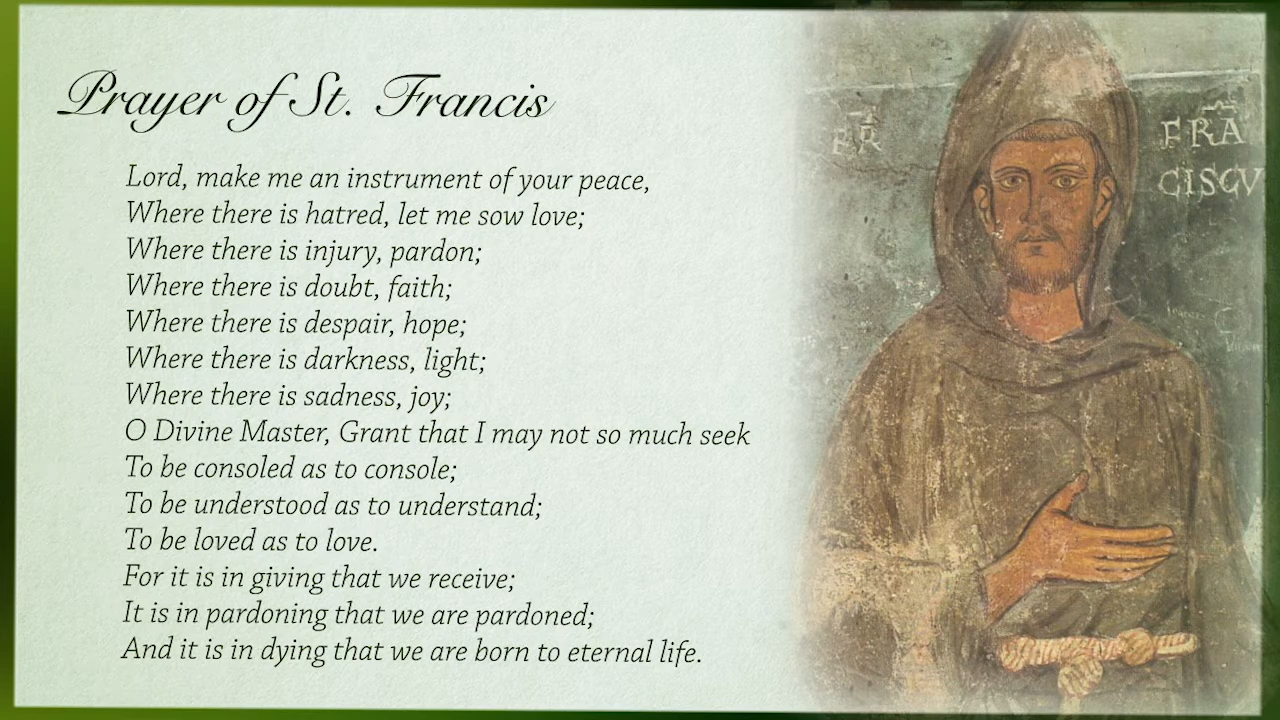 Prayer of St. Francis
Lord, make me an instrument of your peace,
Where there is hatred, let me sow love;
Where there is injury, pardon;
Where there is doubt, faith;
Where there is despair, hope;
Where there is darkness, light;
Where there is sadness, joy;
O Divine Master, Grant that I may not so much seek
To be consoled as to console;
To be understood as to understand;
To be loved as to love.
For it is in giving that we receive;
It is in pardoning that we are pardoned;
And it is in dying that we are born to eternal life.
FR FRA
CISCV